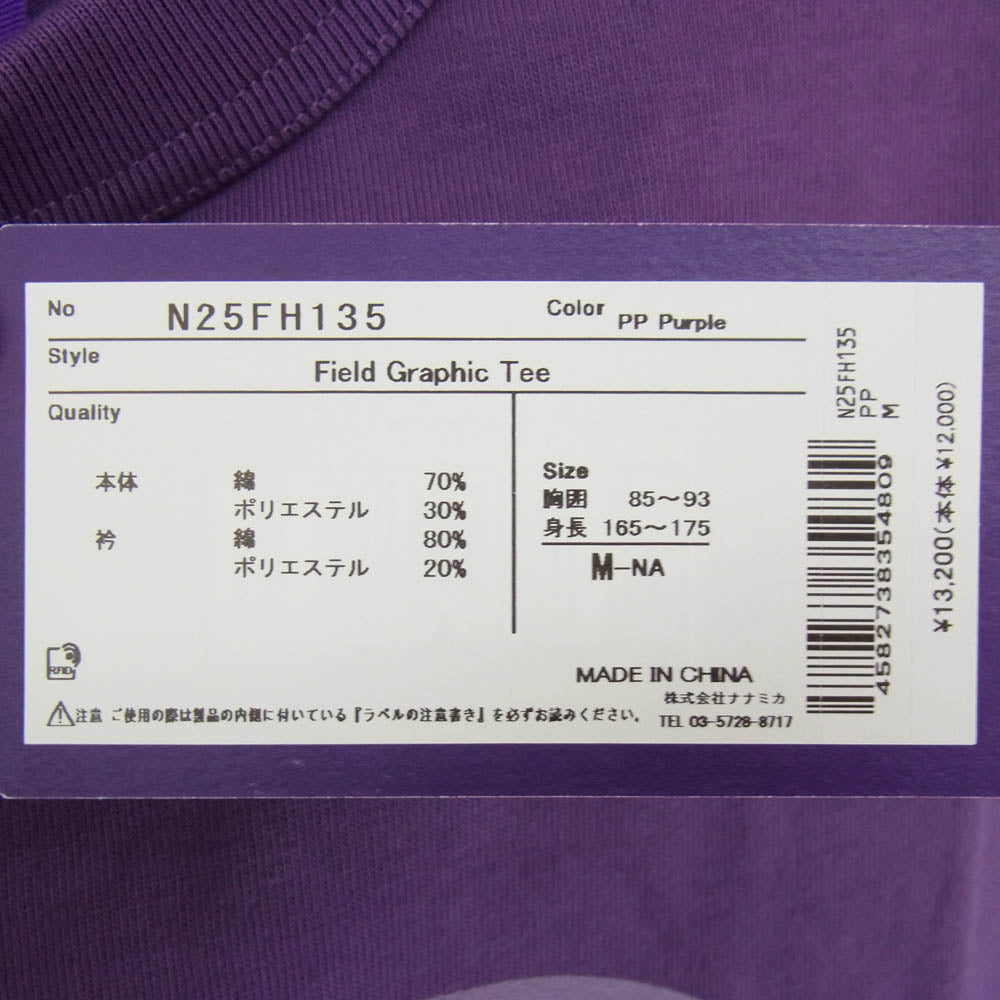 No N25FH135 Color PP Purple
Style Field Graphic Tee
Quality
本体 綿 70%
ポリエステル 30%
衿 綿 80%
ポリエステル 20%
Size
胸囲 85～93
身長 165～175
M-NA
RFID
MADE IN CHINA
株式会社ナナミカ
TEL 03-5728-8717
注意 ご使用の際は製品の内側に付いている『ラベルの注意書き』を必ずお読みください。
N25FH135
PP
M
4582738354809
¥13,200(本体¥12,000)